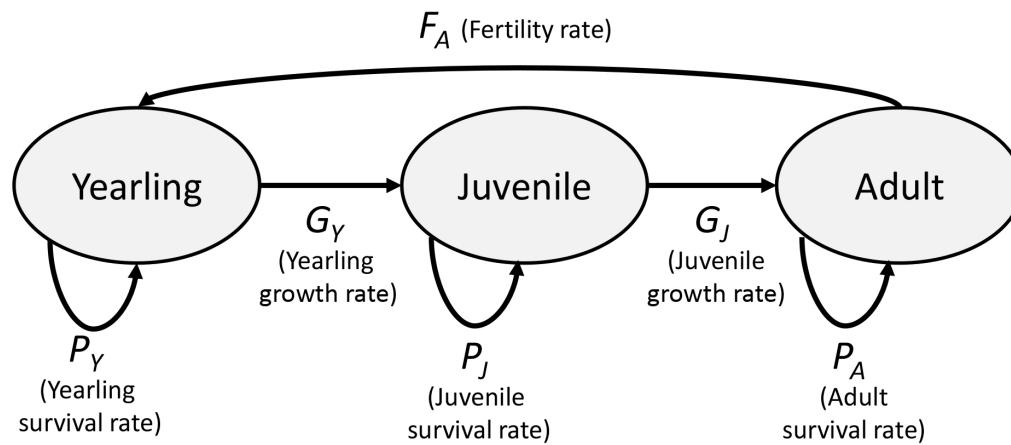 F_A (Fertility rate)
Yearling
Juvenile
Adult
G_Y
(Yearling
growth rate)
G_J
(Juvenile
growth rate)
P_Y
(Yearling
survival rate)
P_J
(Juvenile
survival rate)
P_A
(Adult
survival rate)